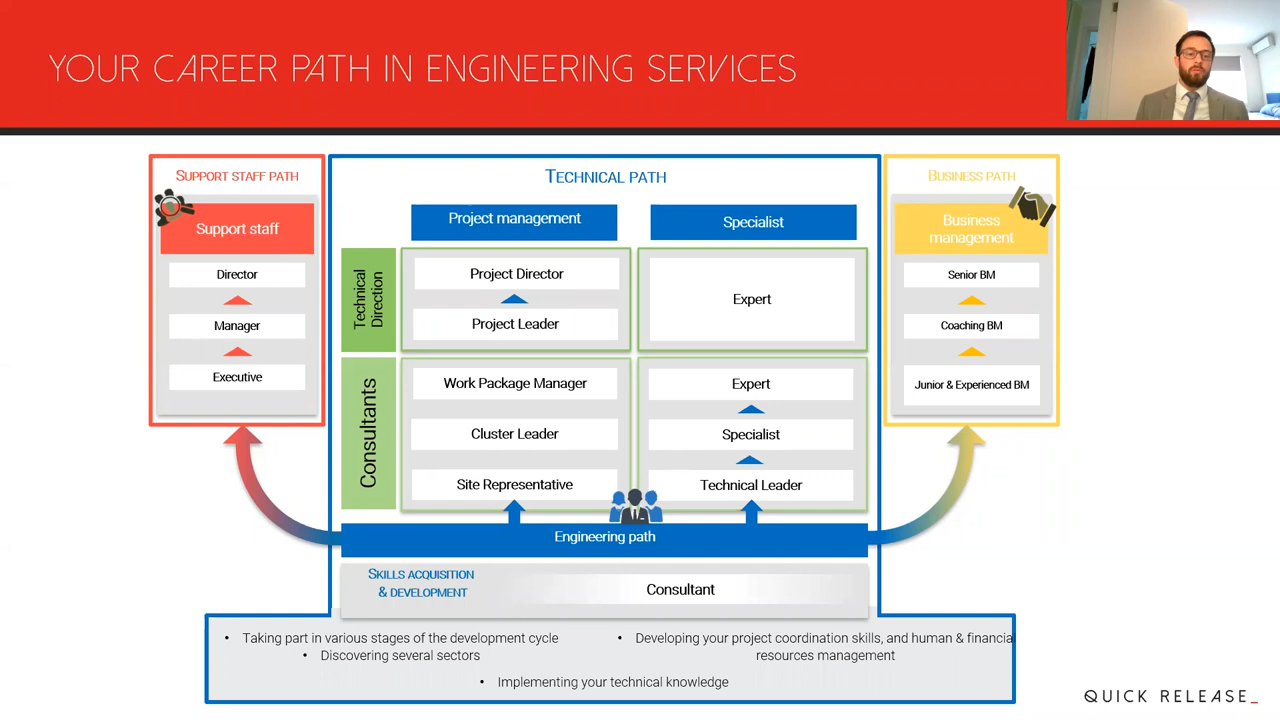 YOUR CAREER PATH IN ENGINEERING SERVICES
SUPPORT STAFF PATH
Support staff
Director
Manager
Executive
TECHNICAL PATH
Project management
Specialist
Technical
Direction
Project Director
Project Leader
Expert
Consultants
Work Package Manager
Cluster Leader
Site Representative
Expert
Specialist
Technical Leader
BUSINESS PATH
Business
management
Senior BM
Coaching BM
Junior & Experienced BM
Engineering path
SKILLS ACQUISITION
& DEVELOPMENT
Consultant
• Taking part in various stages of the development cycle
• Discovering several sectors
• Developing your project coordination skills, and human & financial
resources management
• Implementing your technical knowledge
QUICK RELEASE_